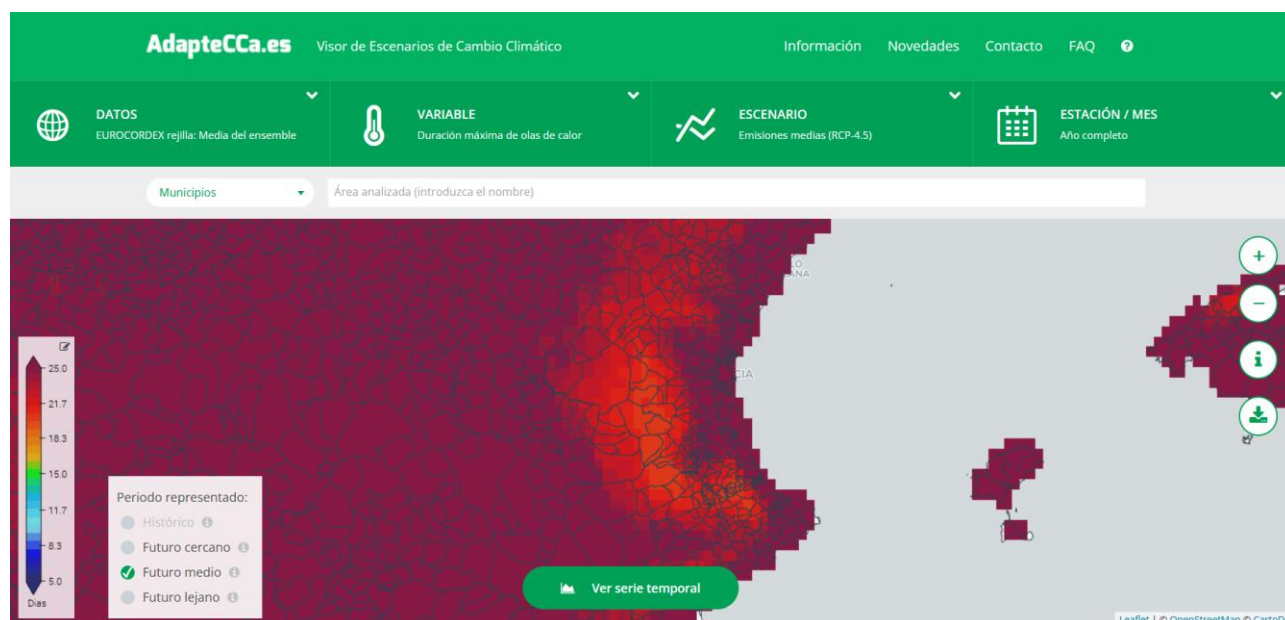 AdapteCCa.es Visor de Escenarios de Cambio Climático Información Novedades Contacto FAQ ?
DATOS
EUROCORDEX rejilla: Media del ensemble
VARIABLE
Duración máxima de olas de calor
ESCENARIO
Emisiones medias (RCP-4.5)
ESTACIÓN / MES
Año completo
Municipios
Área analizada (introduzca el nombre)
ANA
CIA
25.0
21.7
18.3
15.0
11.7
8.3
5.0
Dias
Periodo representado:
Histórico
Futuro cercano
Futuro medio
Futuro lejano
Ver serie temporal
+
−
i
Leaflet | © OpenStreetMap © CartoD